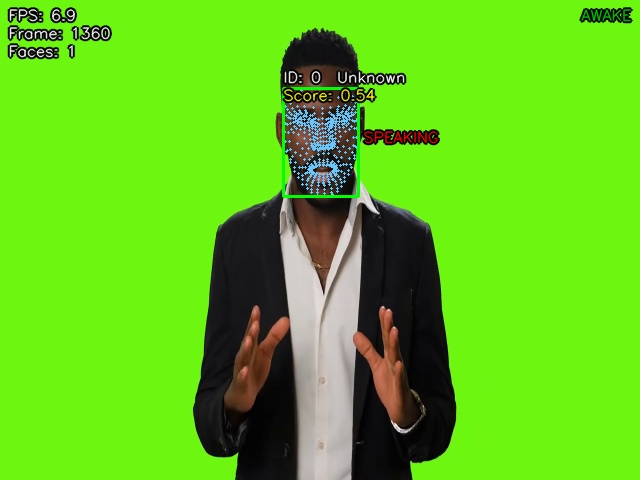 FPS: 6.9
Frame: 1360
Faces: 1
AWAKE
ID: 0 Unknown
Score: 0.54
SPEAKING